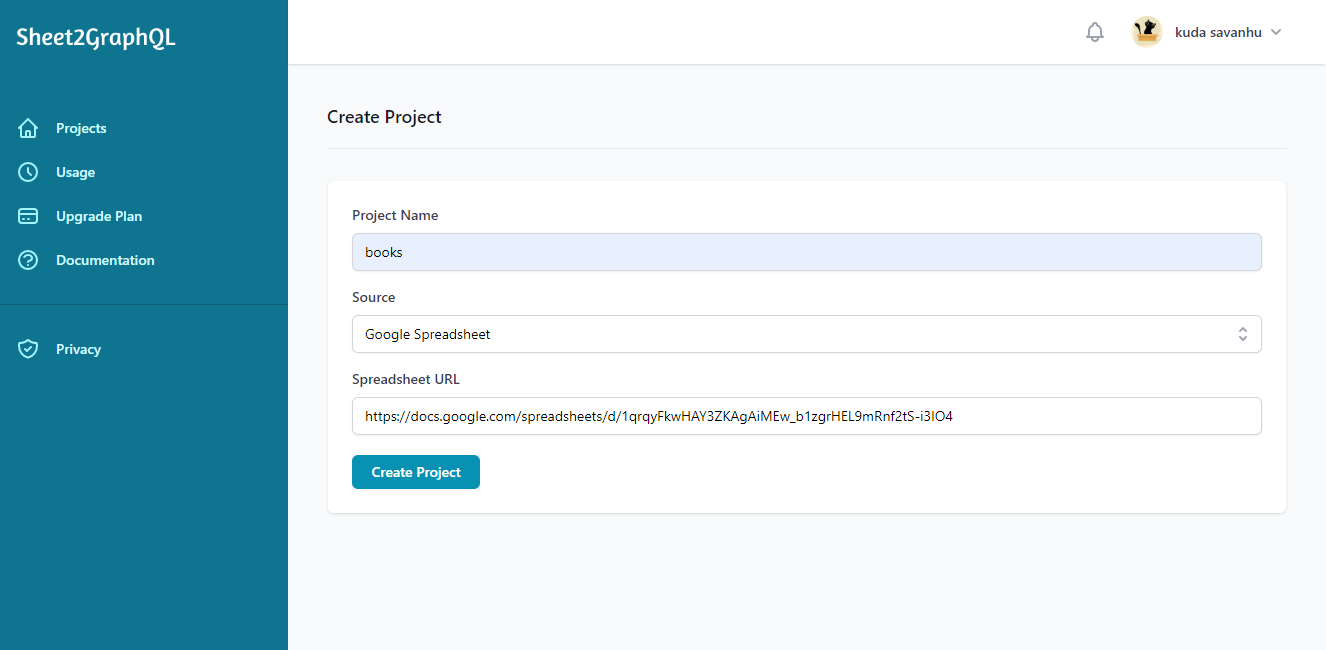 Sheet2GraphQL
kuda savanhu
Projects
Usage
Upgrade Plan
Documentation
Privacy
Create Project
Project Name
books
Source
Google Spreadsheet
Spreadsheet URL
https://docs.google.com/spreadsheets/d/1qrqyFkwHAY3ZKAgAiMEw_b1zgrHEL9mRnf2tS-i3IO4
Create Project